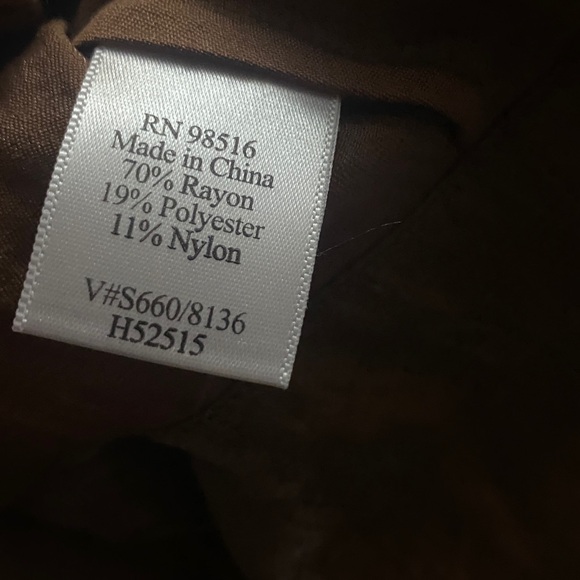 RN 98516
Made in China
70% Rayon
19% Polyester
11% Nylon
V#S660/8136
H52515